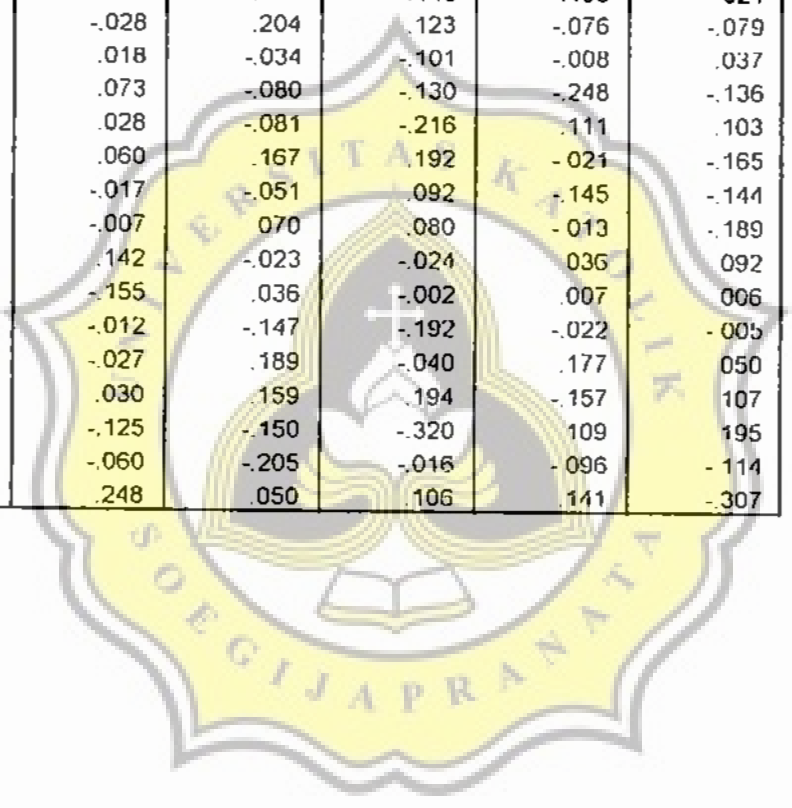 -.028 .204 .123 -.076 -.079
.018 -.034 -.101 -.008 .037
.073 -.080 -.130 -.248 -.136
.028 -.081 -.216 .111 .103
.060 .167 .192 -021 -.165
-.017 -.051 .092 -.145 -.144
-.007 070 .080 -013 -.189
.142 -.023 -.024 036 092
-.155 .036 -.002 .007 006
-.012 -.147 -.192 -.022 -005
-.027 .189 -.040 .177 050
.030 .159 .194 -.157 107
-.125 -.150 -.320 109 195
-.060 -.205 -.016 -096 -114
.248 .050 .106 .141 -.307
UNIVERSITAS KATOLIK
SOEGIJAPRANATA